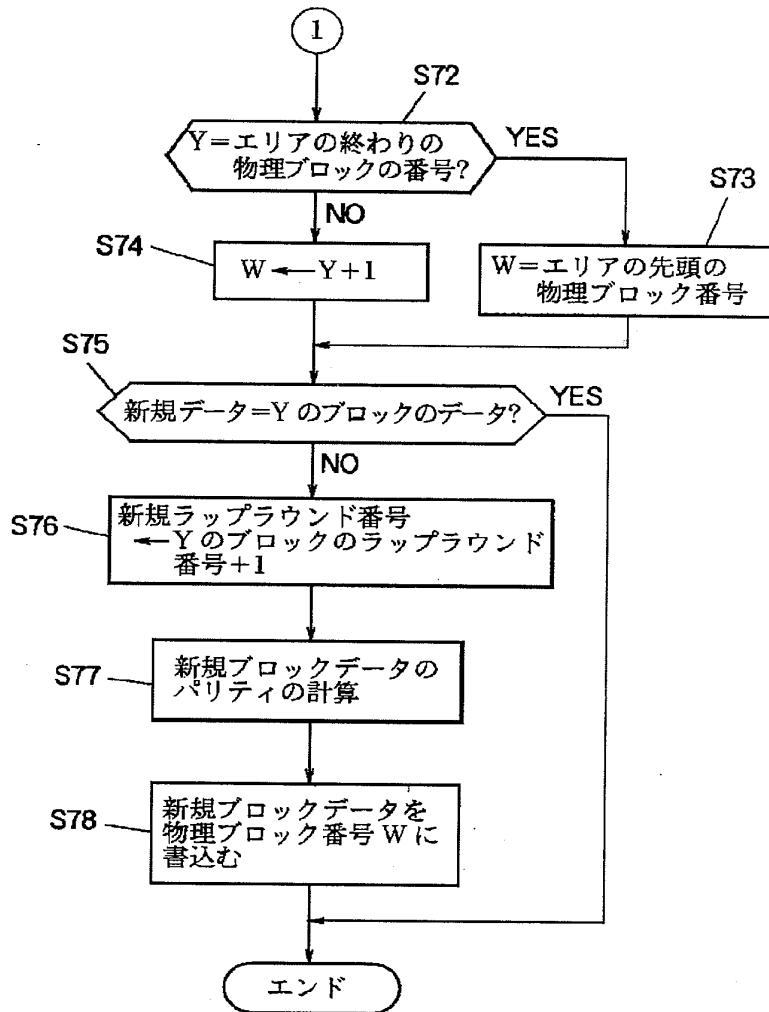 1
S72
Y=エリアの終わりの
物理ブロックの番号?
YES
NO
S73
W=エリアの先頭の
物理ブロック番号
S74
W←Y+1
S75
新規データ=Yのブロックのデータ?
YES
NO
S76
新規ラップラウンド番号
←Yのブロックのラップラウンド
番号+1
S77
新規ブロックデータの
パリティの計算
S78
新規ブロックデータを
物理ブロック番号Wに
書込む
エンド